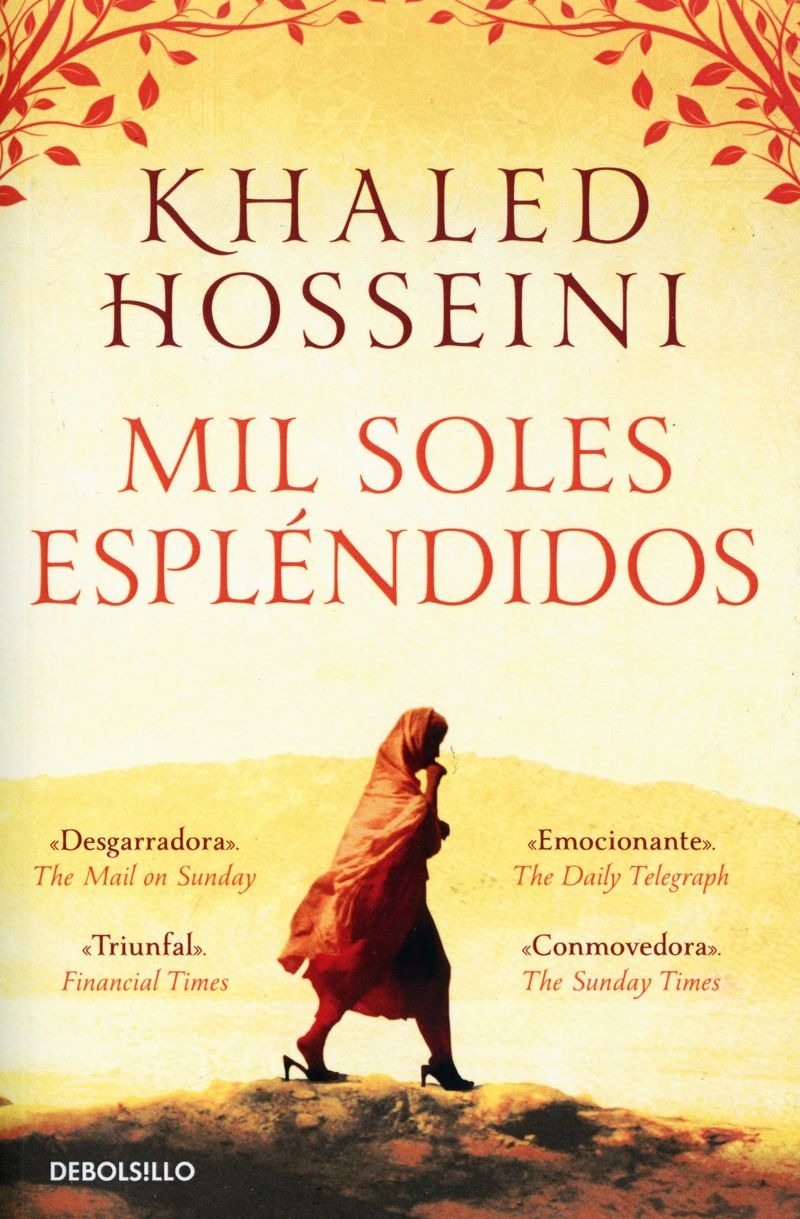 KHALED
HOSSEINI
MIL SOLES
ESPLÉNDIDOS
«Desgarradora».
The Mail on Sunday
«Emocionante».
The Daily Telegraph
«Triunfal».
Financial Times
«Conmovedora».
The Sunday Times
DEBOLS!LLO